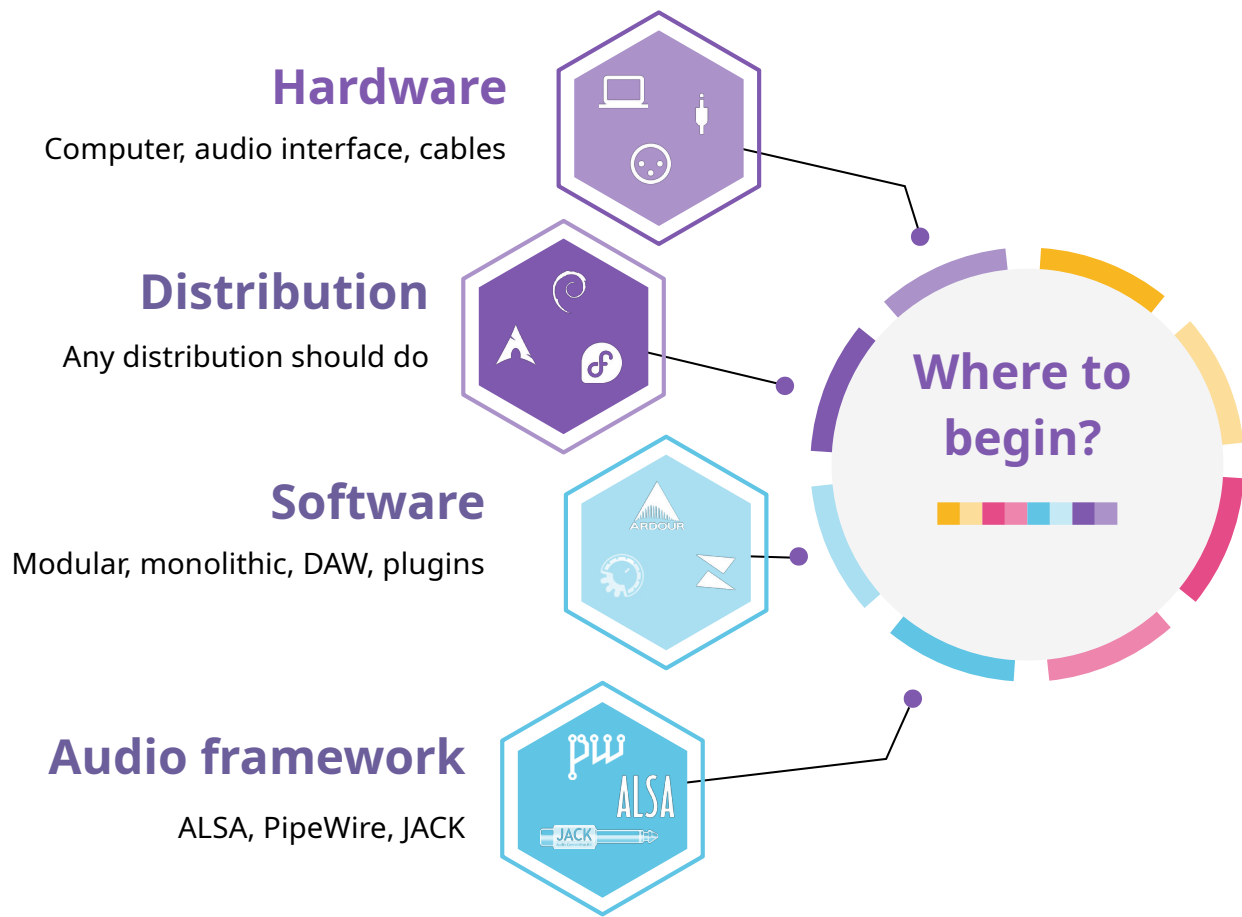 Hardware
Computer, audio interface, cables
Distribution
Any distribution should do
Where to
begin?
Software
Modular, monolithic, DAW, plugins
ARDOUR
Audio framework
ALSA, PipeWire, JACK
pw
ALSA
JACK